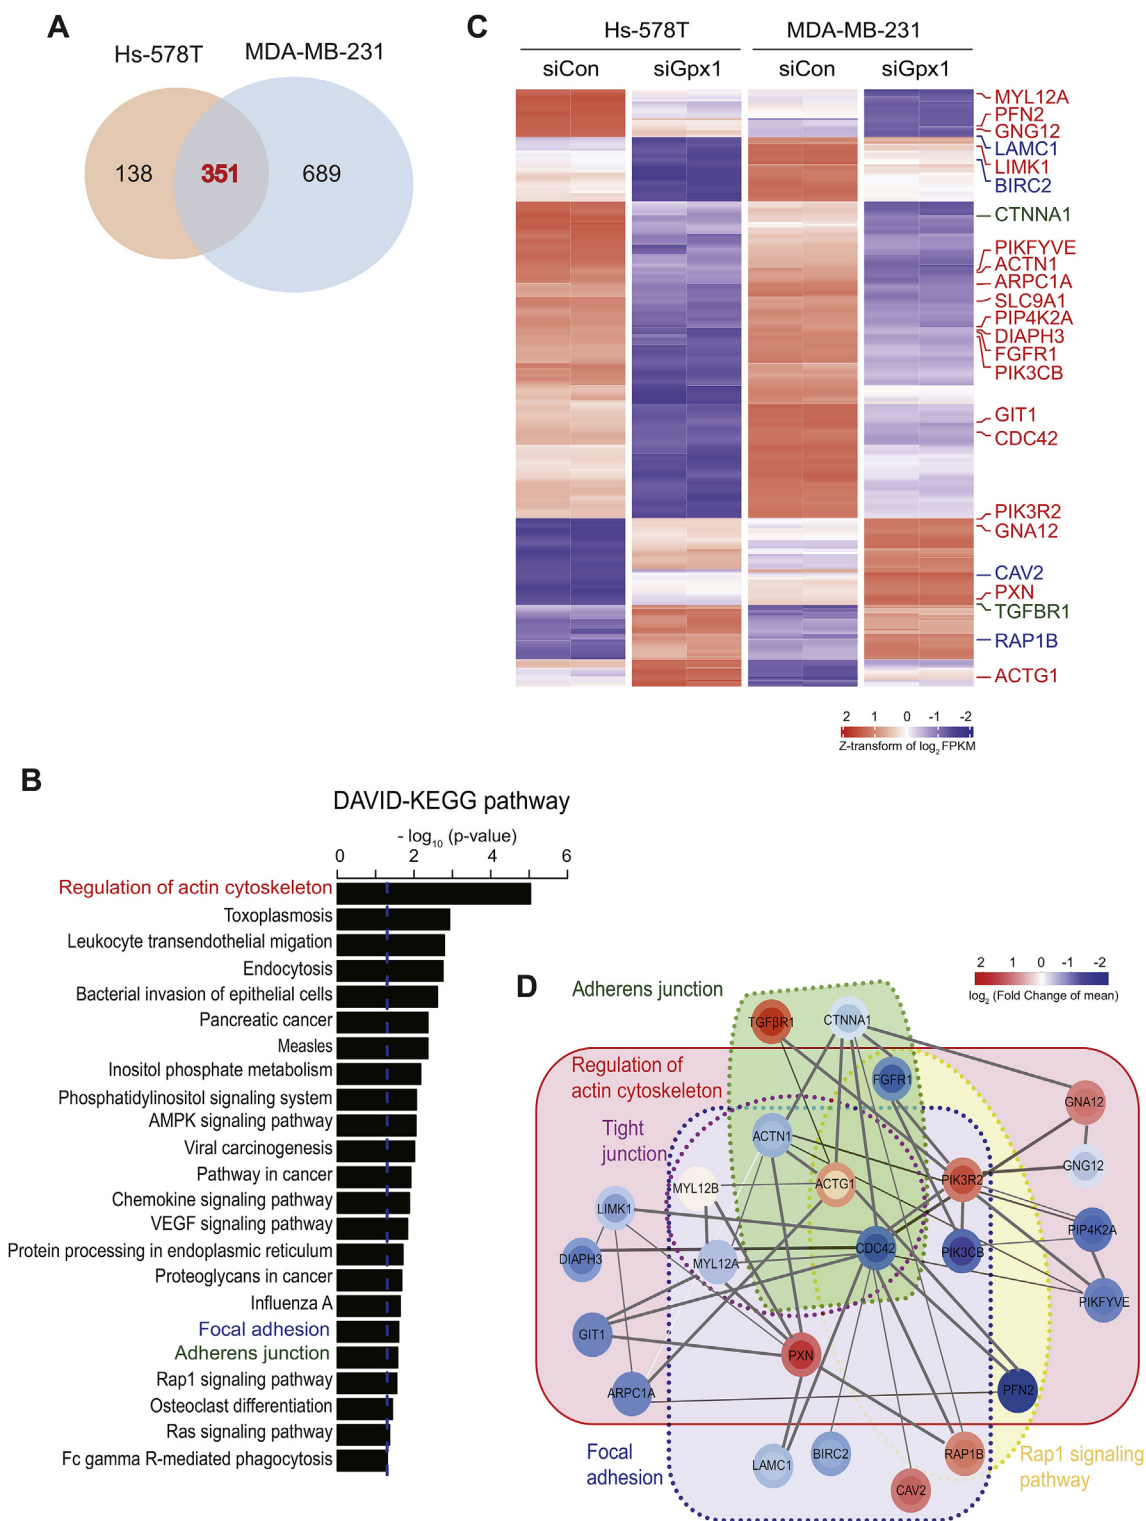 A
Hs-578T
MDA-MB-231
138
351
689
C
Hs-578T
MDA-MB-231
siCon
siGpx1
siCon
siGpx1
MYL12A
PFN2
GNG12
LAMC1
LIMK1
BIRC2
CTNNA1
PIKFYVE
ACTN1
ARPC1A
SLC9A1
PIP4K2A
DIAPH3
FGFR1
PIK3CB
GIT1
CDC42
PIK3R2
GNA12
CAV2
PXN
TGFBR1
RAP1B
ACTG1
2 1 0 -1 -2
Z-transform of log2 FPKM
B
DAVID-KEGG pathway
- log10 (p-value)
0 2 4 6
Regulation of actin cytoskeleton
Toxoplasmosis
Leukocyte transendothelial migation
Endocytosis
Bacterial invasion of epithelial cells
Pancreatic cancer
Measles
Inositol phosphate metabolism
Phosphatidylinositol signaling system
AMPK signaling pathway
Viral carcinogenesis
Pathway in cancer
Chemokine signaling pathway
VEGF signaling pathway
Protein processing in endoplasmic reticulum
Proteoglycans in cancer
Influenza A
Focal adhesion
Adherens junction
Rap1 signaling pathway
Osteoclast differentiation
Ras signaling pathway
Fc gamma R-mediated phagocytosis
D
2 1 0 -1 -2
log2 (Fold Change of mean)
Adherens junction
TGFβR1
CTNNA1
Regulation of
actin cytoskeleton
FGFR1
GNA12
Tight
junction
ACTN1
GNG12
MYL12B
ACTG1
PIK3R2
LIMK1
PIP4K2A
DIAPH3
MYL12A
CDC42
PIK3CB
PIKFYVE
GIT1
PXN
ARPC1A
PFN2
Focal
adhesion
LAMC1
BIRC2
RAP1B
CAV2
Rap1 signaling
pathway